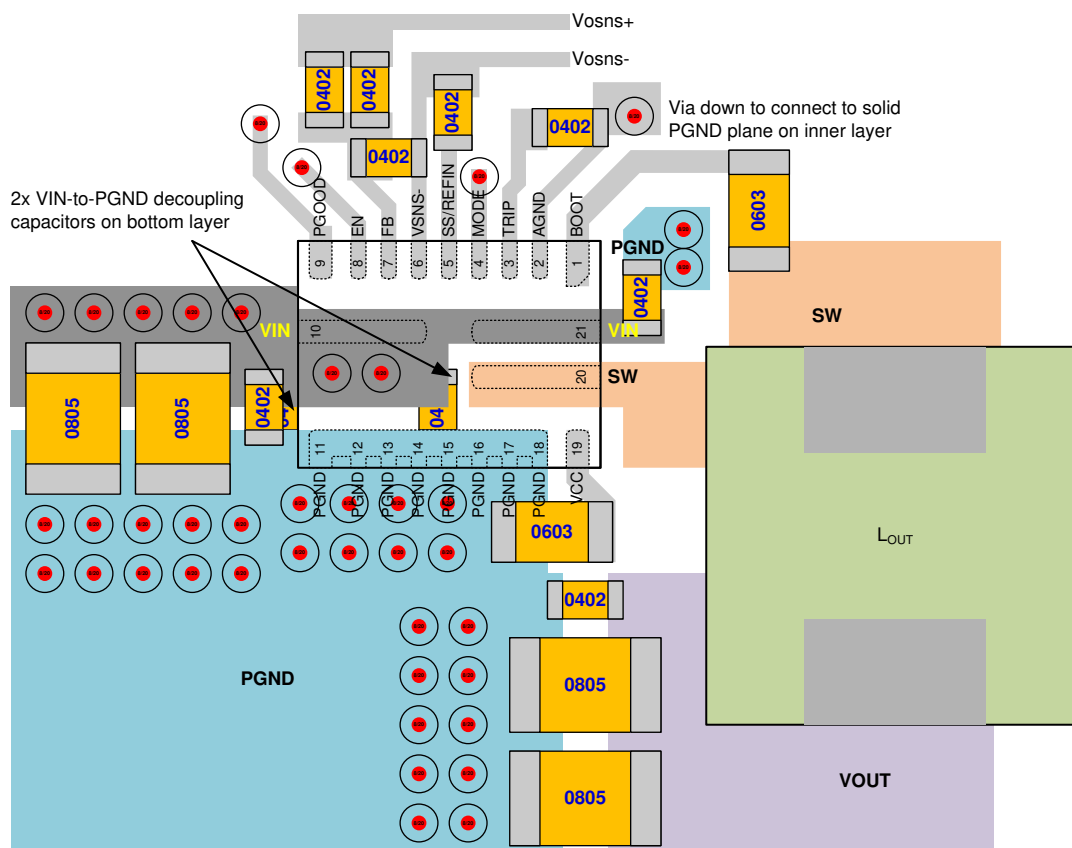 Vosns+
Vosns-
0402
0402
0402
0402
0402
Via down to connect to solid
PGND plane on inner layer
2x VIN-to-PGND decoupling
capacitors on bottom layer
PGOOD
EN
FB
VSNS-
SS/REFIN
MODE
TRIP
AGND
BOOT
0603
PGND
9
8
7
6
5
4
3
2
1
0402
SW
VIN
10
21
VIN
20
SW
0805
0805
0402
04
04
11
12
13
14
15
16
17
18
19
PGND
PGND
PGND
PGND
PGND
PGND
PGND
PGND
VCC
0603
LOUT
0402
PGND
0805
VOUT
0805